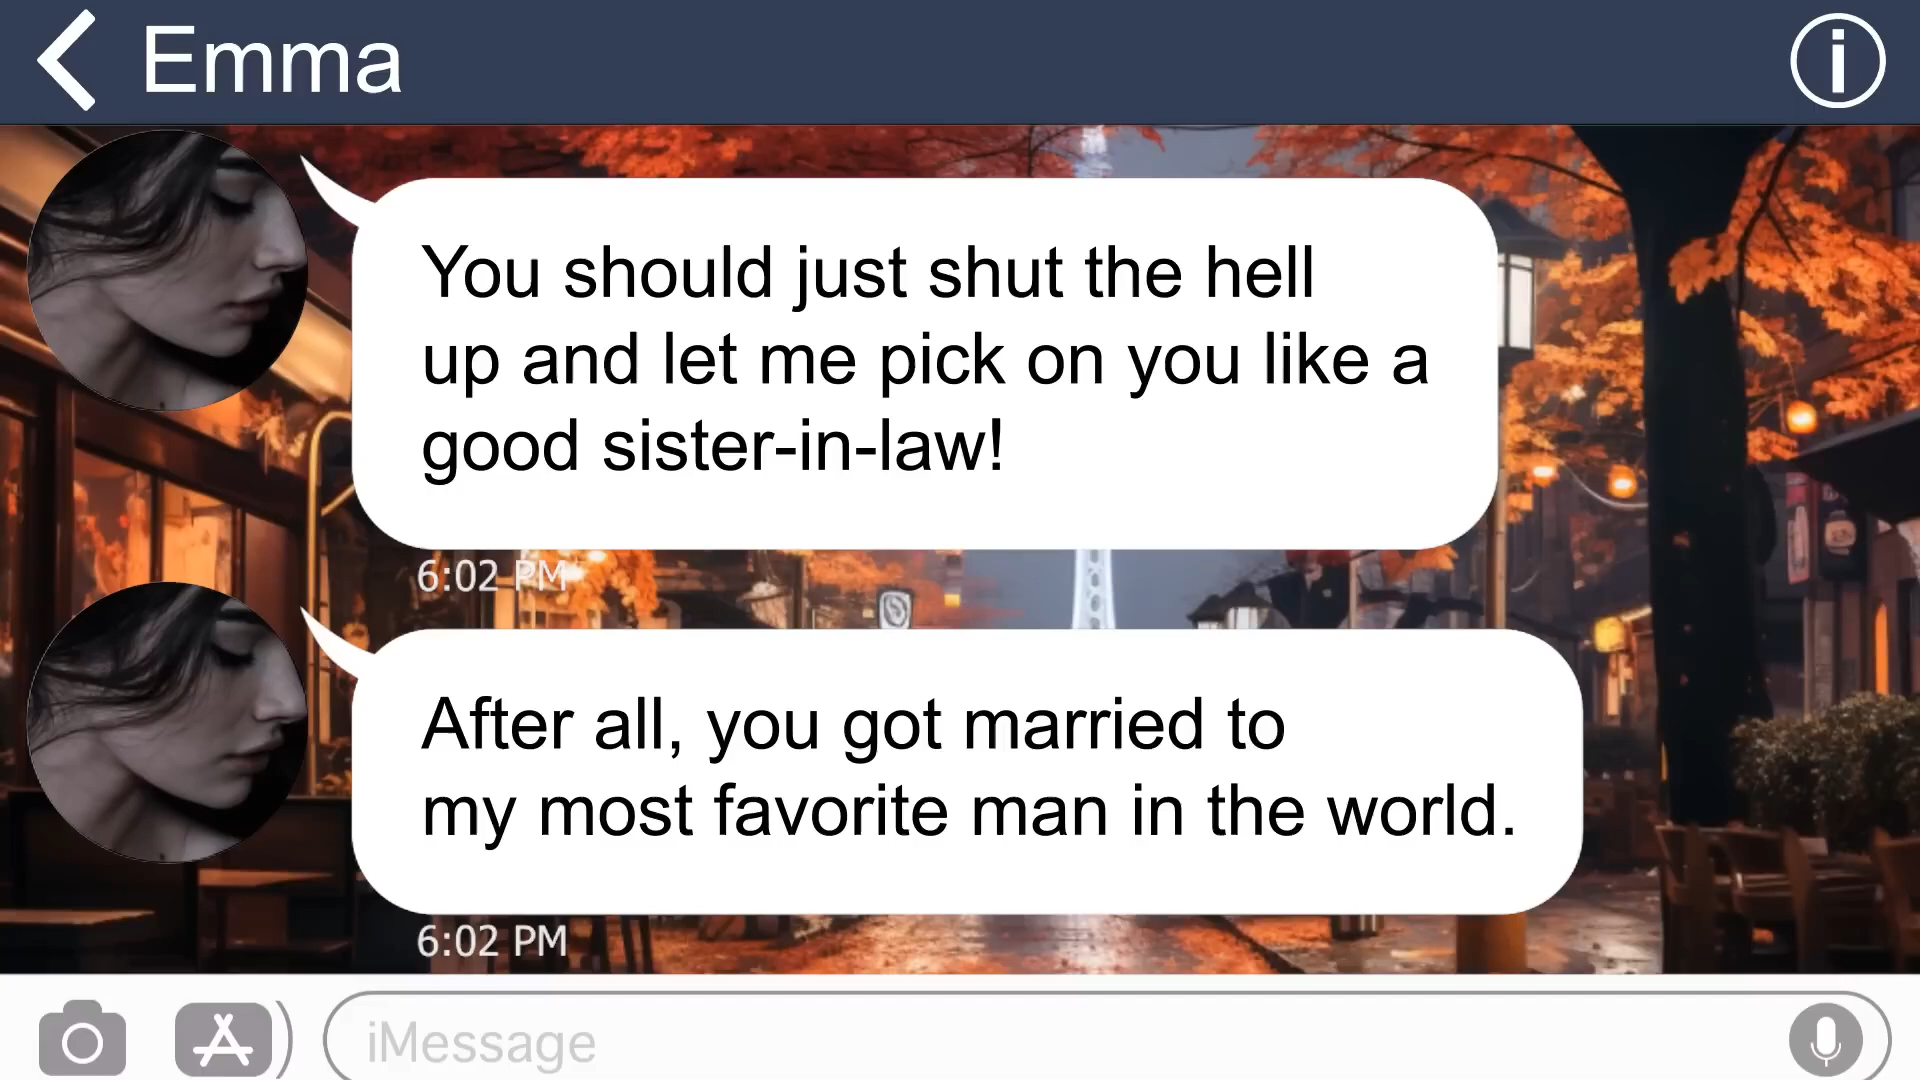 Emma
You should just shut the hell
up and let me pick on you like a
good sister-in-law!
6:02 PM
After all, you got married to
my most favorite man in the world.
6:02 PM
iMessage